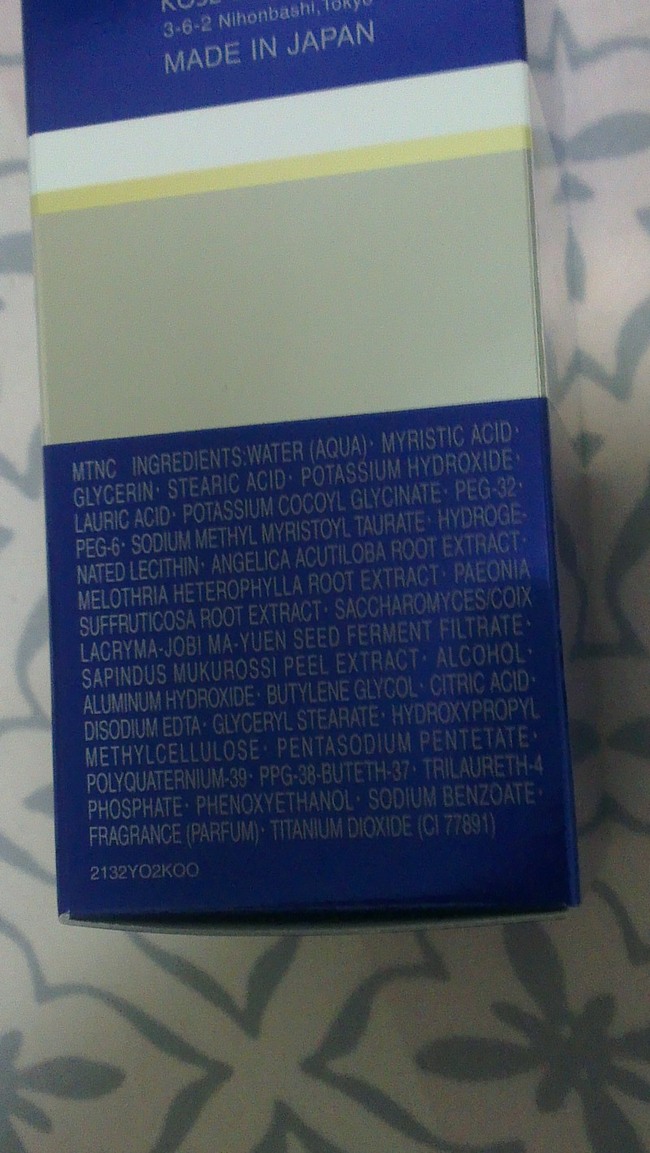 3-6-2 Nihonbashi, Tokyo
MADE IN JAPAN
MTNC INGREDIENTS:WATER (AQUA)· MYRISTIC ACID·
GLYCERIN· STEARIC ACID· POTASSIUM HYDROXIDE·
LAURIC ACID· POTASSIUM COCOYL GLYCINATE· PEG-32·
PEG-6· SODIUM METHYL MYRISTOYL TAURATE· HYDROGE-
NATED LECITHIN· ANGELICA ACUTILOBA ROOT EXTRACT·
MELOTHRIA HETEROPHYLLA ROOT EXTRACT· PAEONIA
SUFFRUTICOSA ROOT EXTRACT· SACCHAROMYCES/COIX
LACRYMA-JOBI MA-YUEN SEED FERMENT FILTRATE·
SAPINDUS MUKUROSSI PEEL EXTRACT· ALCOHOL·
ALUMINUM HYDROXIDE· BUTYLENE GLYCOL· CITRIC ACID·
DISODIUM EDTA· GLYCERYL STEARATE· HYDROXYPROPYL
METHYLCELLULOSE· PENTASODIUM PENTETATE·
POLYQUATERNIUM-39· PPG-38-BUTETH-37· TRILAURETH-4
PHOSPHATE· PHENOXYETHANOL· SODIUM BENZOATE·
FRAGRANCE (PARFUM)· TITANIUM DIOXIDE (CI 77891)
2132YO2KOO